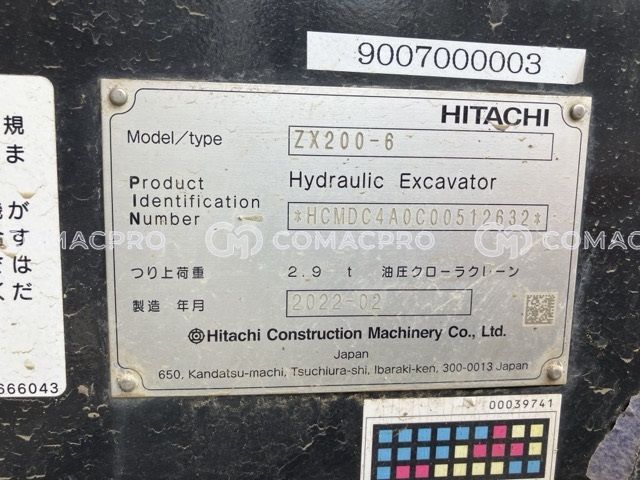 9007000003
HITACHI
Model/type ZX200-6
Product Hydraulic Excavator
Identification
Number *HCMDC4A0C00512632*
つり上荷重 2.9 t 油圧クローラクレーン
製造 年月 2022-02
Hitachi Construction Machinery Co., Ltd.
Japan
650, Kandatsu-machi, Tsuchiura-shi, Ibaraki-ken, 300-0013 Japan
規
ま
が
すは
だ
く
666043
00039741
COMACPRO
COMACPRO
COMACPRO